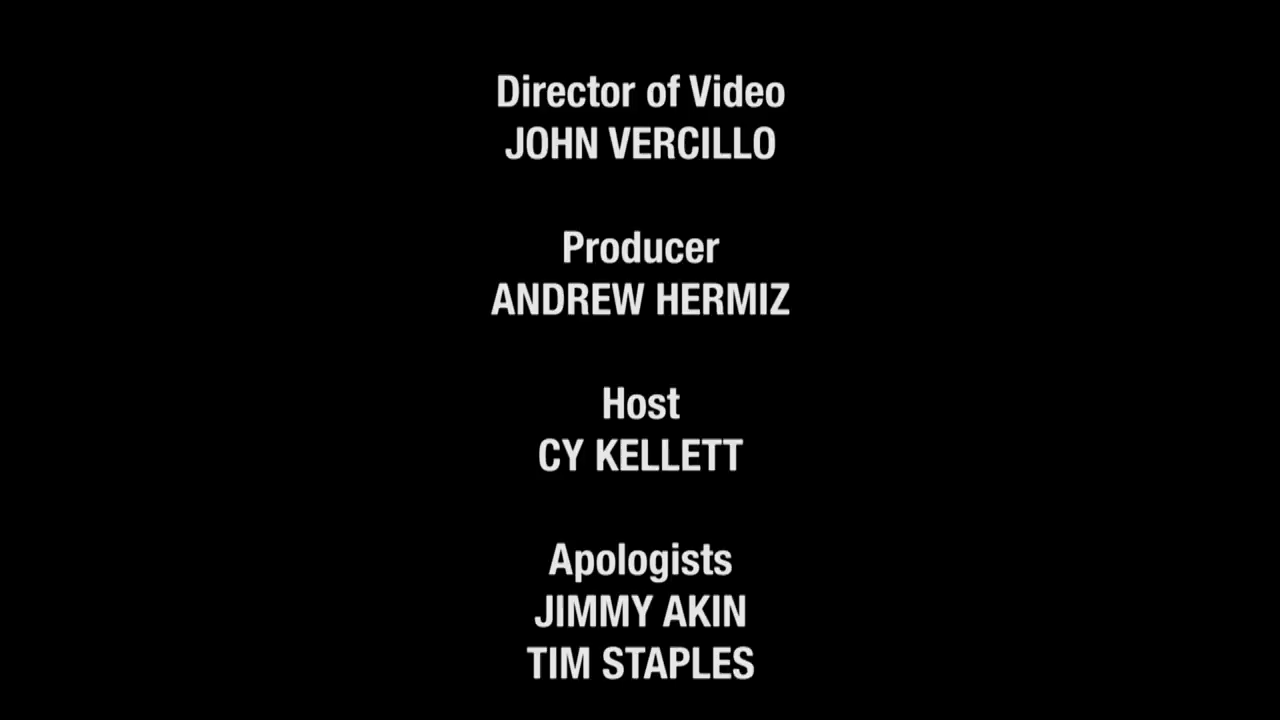 Director of Video
JOHN VERCILLO
Producer
ANDREW HERMIZ
Host
CY KELLETT
Apologists
JIMMY AKIN
TIM STAPLES